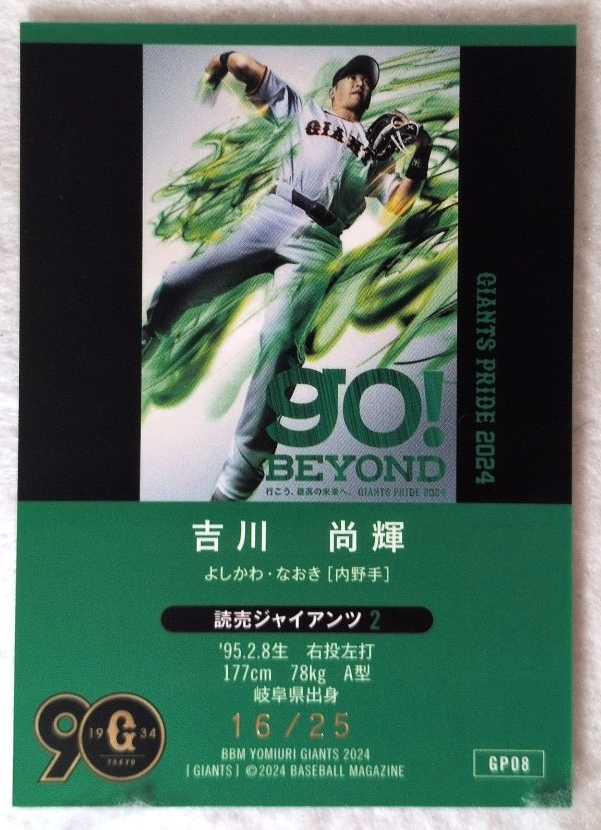 GIANTS
go!
BEYOND
行こう、最高の未来へ。 GIANTS PRIDE 2024
GIANTS PRIDE 2024
吉川 尚輝
よしかわ・なおき [内野手]
読売ジャイアンツ 2
'95.2.8生 右投左打
177cm 78kg A型
岐阜県出身
16/25
90
19 G 34
TOKYO
BBM YOMIURI GIANTS 2024
[GIANTS] ©2024 BASEBALL MAGAZINE
GP08